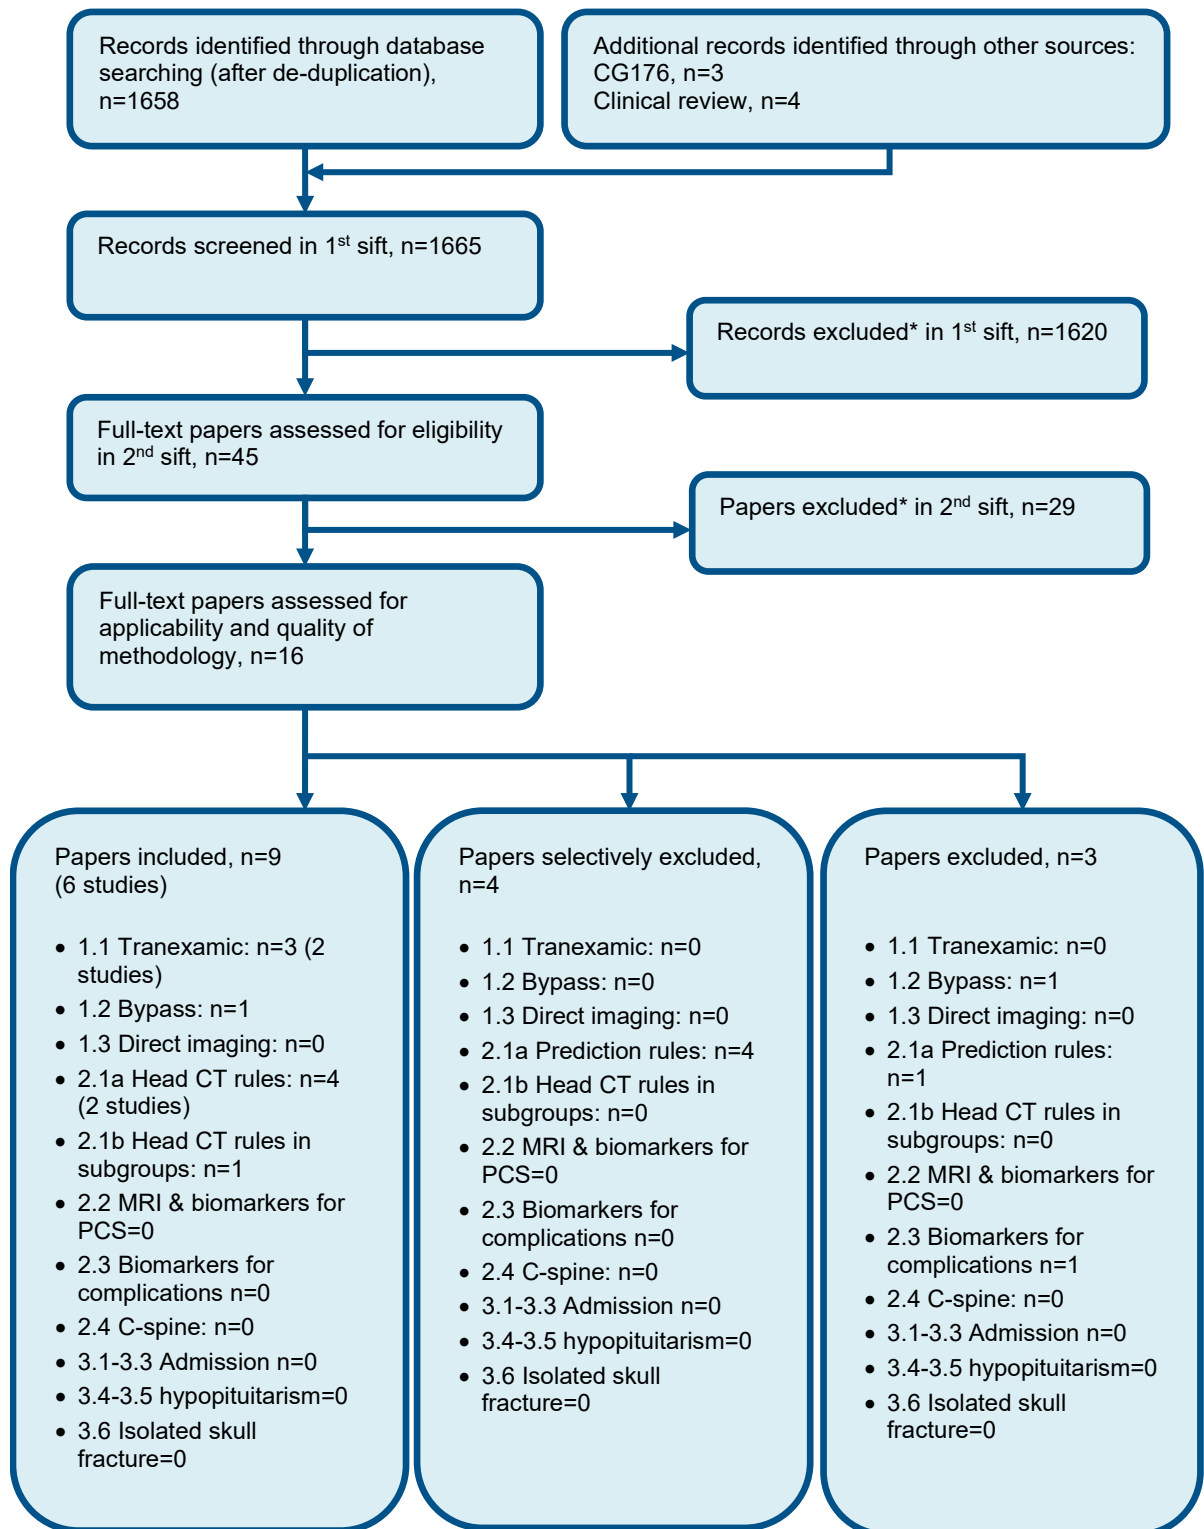 Records identified through database
searching (after de-duplication),
n=1658
Additional records identified through other sources:
CG176, n=3
Clinical review, n=4
Records screened in 1st sift, n=1665
Records excluded* in 1st sift, n=1620
Full-text papers assessed for eligibility
in 2nd sift, n=45
Papers excluded* in 2nd sift, n=29
Full-text papers assessed for
applicability and quality of
methodology, n=16
Papers included, n=9
(6 studies)
• 1.1 Tranexamic: n=3 (2
studies)
• 1.2 Bypass: n=1
• 1.3 Direct imaging: n=0
• 2.1a Head CT rules: n=4
(2 studies)
• 2.1b Head CT rules in
subgroups: n=1
• 2.2 MRI & biomarkers for
PCS=0
• 2.3 Biomarkers for
complications n=0
• 2.4 C-spine: n=0
• 3.1-3.3 Admission n=0
• 3.4-3.5 hypopituitarism=0
• 3.6 Isolated skull
fracture=0
Papers selectively excluded,
n=4
• 1.1 Tranexamic: n=0
• 1.2 Bypass: n=0
• 1.3 Direct imaging: n=0
• 2.1a Prediction rules: n=4
• 2.1b Head CT rules in
subgroups: n=0
• 2.2 MRI & biomarkers for
PCS=0
• 2.3 Biomarkers for
complications n=0
• 2.4 C-spine: n=0
• 3.1-3.3 Admission n=0
• 3.4-3.5 hypopituitarism=0
• 3.6 Isolated skull
fracture=0
Papers excluded, n=3
• 1.1 Tranexamic: n=0
• 1.2 Bypass: n=1
• 1.3 Direct imaging: n=0
• 2.1a Prediction rules:
n=1
• 2.1b Head CT rules in
subgroups: n=0
• 2.2 MRI & biomarkers for
PCS=0
• 2.3 Biomarkers for
complications n=1
• 2.4 C-spine: n=0
• 3.1-3.3 Admission n=0
• 3.4-3.5 hypopituitarism=0
• 3.6 Isolated skull
fracture=0